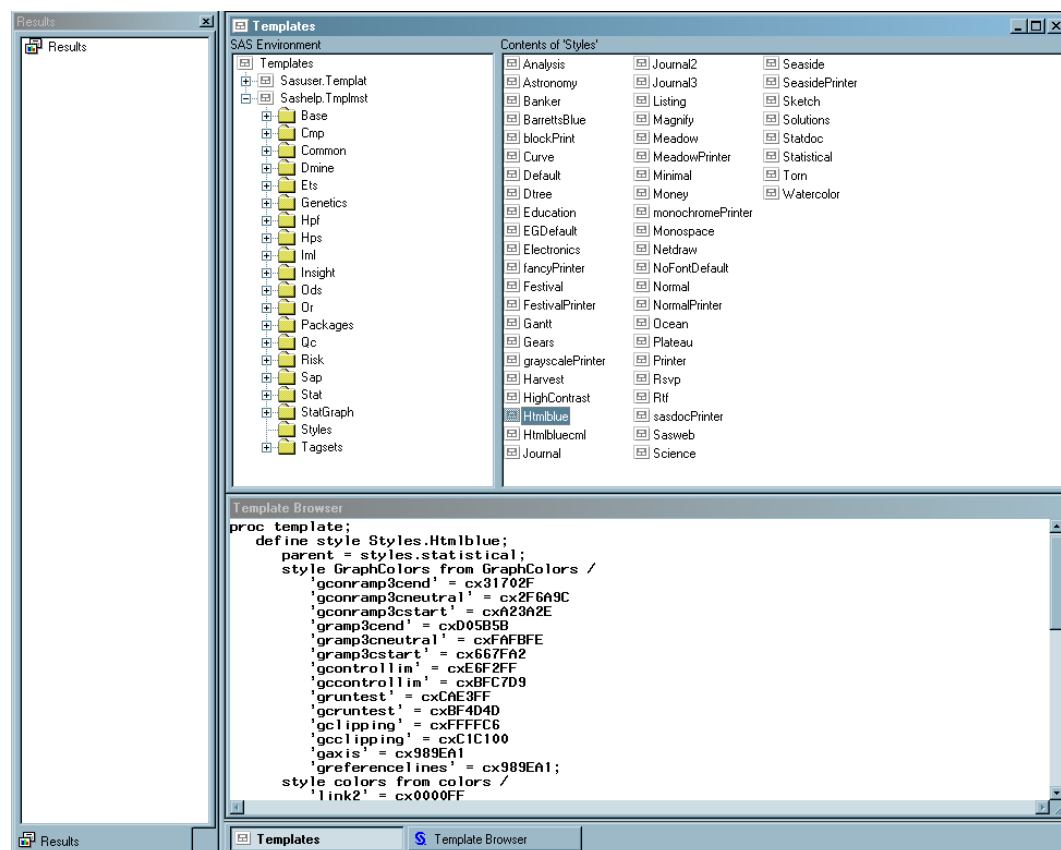 Results
Results
Templates
SAS Environment
Templates
Sasuser.Templat
Sashelp.Tmplmst
Base
Cmp
Common
Dmine
Ets
Genetics
Hpf
Hps
Iml
Insight
Ods
Or
Packages
Qc
Risk
Sap
Stat
StatGraph
Styles
Tagsets
Contents of 'Styles'
Analysis
Astronomy
Banker
BarrettsBlue
blockPrint
Curve
Default
Dtree
Education
EGDefault
Electronics
fancyPrinter
Festival
FestivalPrinter
Gantt
Gears
grayscalePrinter
Harvest
HighContrast
Htmlblue
Htmlbluecml
Journal
Journal2
Journal3
Listing
Magnify
Meadow
MeadowPrinter
Minimal
Money
monochromePrinter
Monospace
Netdraw
NoFontDefault
Normal
NormalPrinter
Ocean
Plateau
Printer
Rsvp
Rtf
sasdocPrinter
Sasweb
Science
Seaside
SeasidePrinter
Sketch
Solutions
Statdoc
Statistical
Torn
Watercolor
Template Browser
proc template;
define style Styles.Htmlblue;
parent = styles.statistical;
style GraphColors from GraphColors /
'gconramp3cend' = cx31702F
'gconramp3cneutral' = cx2F6A9C
'gconramp3cstart' = cxA23A2E
'gramp3cend' = cxD05B5B
'gramp3cneutral' = cxFAFBFE
'gramp3cstart' = cx667FA2
'gcontrollim' = cxE6F2FF
'gccontrollim' = cxBFC7D9
'gruntest' = cxCAE3FF
'gcruntest' = cxBF4D4D
'gclipping' = cxFFFFC6
'gcclipping' = cxC1C100
'gaxis' = cx989EA1
'greferencelines' = cx989EA1;
style colors from colors /
'link2' = cx0000FF
Results
Templates
Template Browser